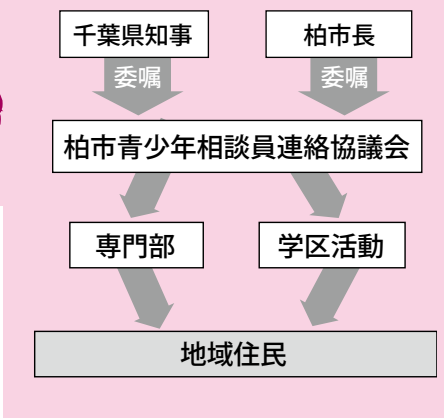 千葉県知事
柏市長
委嘱
委嘱
柏市青少年相談員連絡協議会
専門部
学区活動
地域住民